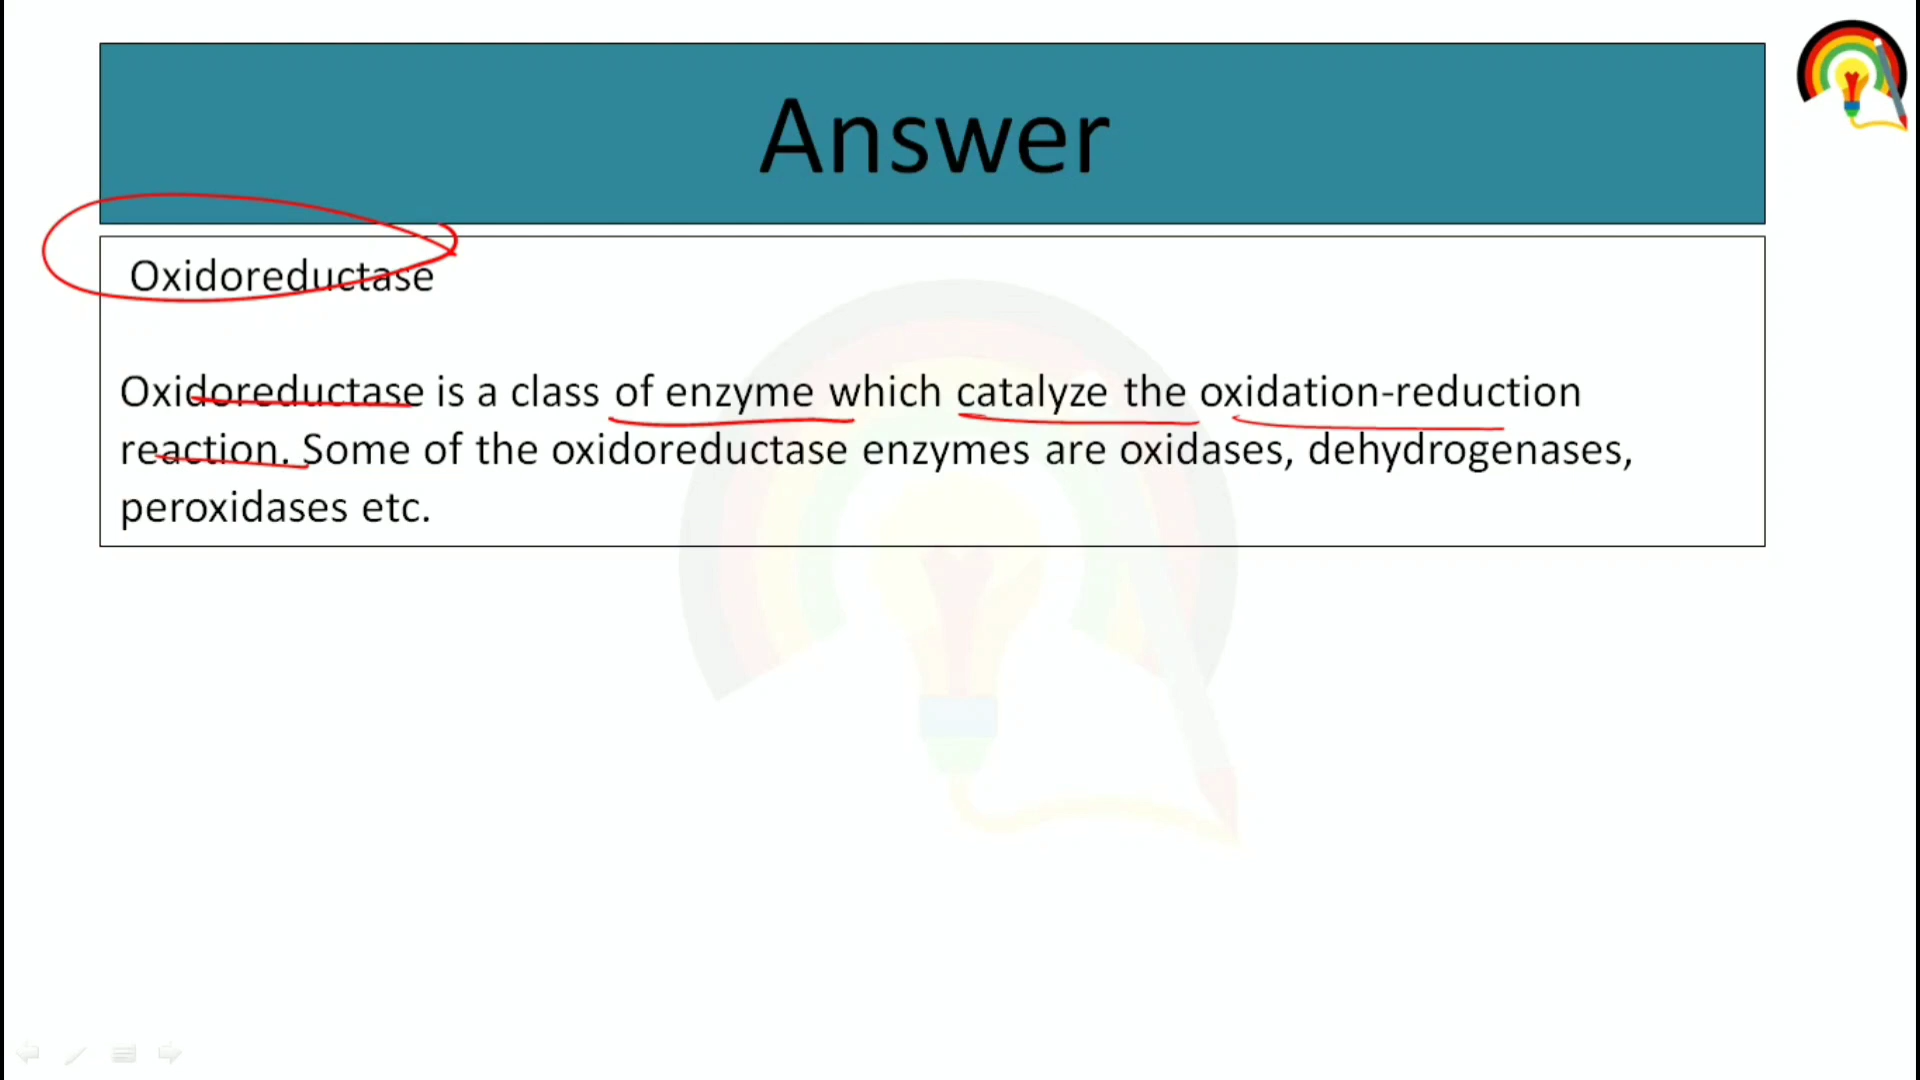 Answer
Oxidoreductase
Oxidoreductase is a class of enzyme which catalyze the oxidation-reduction
reaction. Some of the oxidoreductase enzymes are oxidases, dehydrogenases,
peroxidases etc.